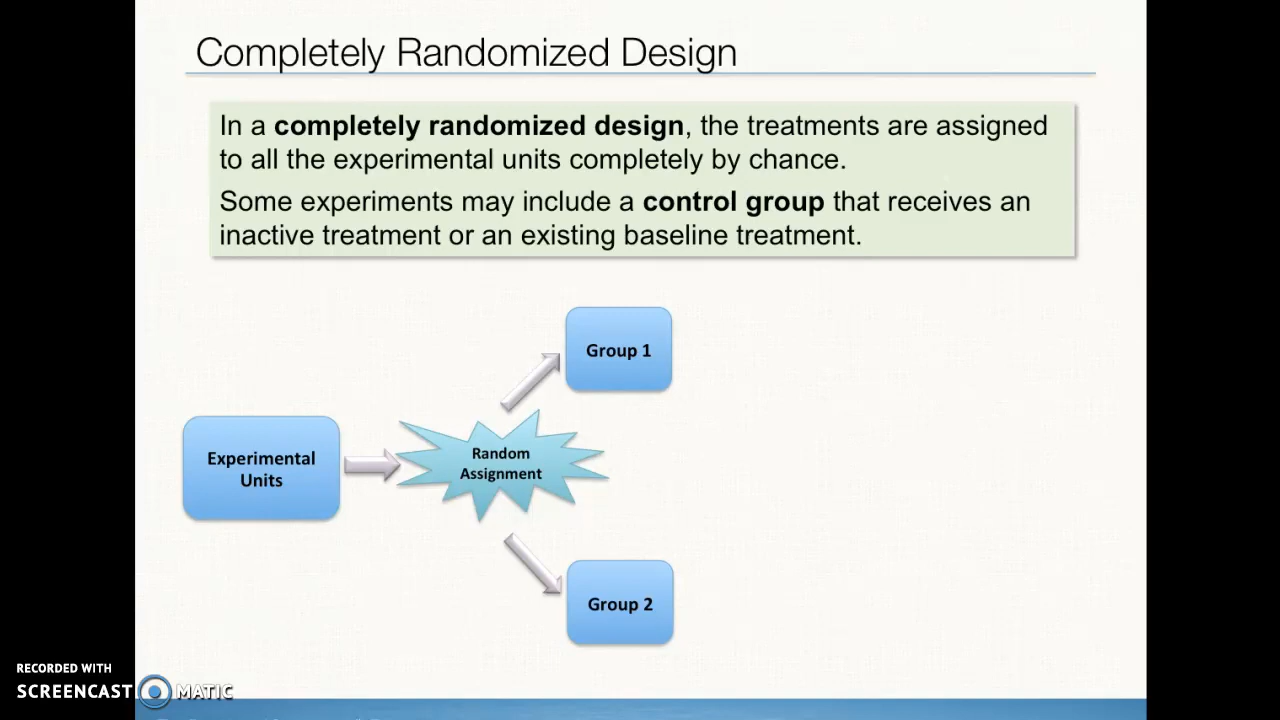 Completely Randomized Design
In a completely randomized design, the treatments are assigned
to all the experimental units completely by chance.
Some experiments may include a control group that receives an
inactive treatment or an existing baseline treatment.
Group 1
Experimental
Units
Random
Assignment
Group 2
RECORDED WITH
SCREENCAST MATIC